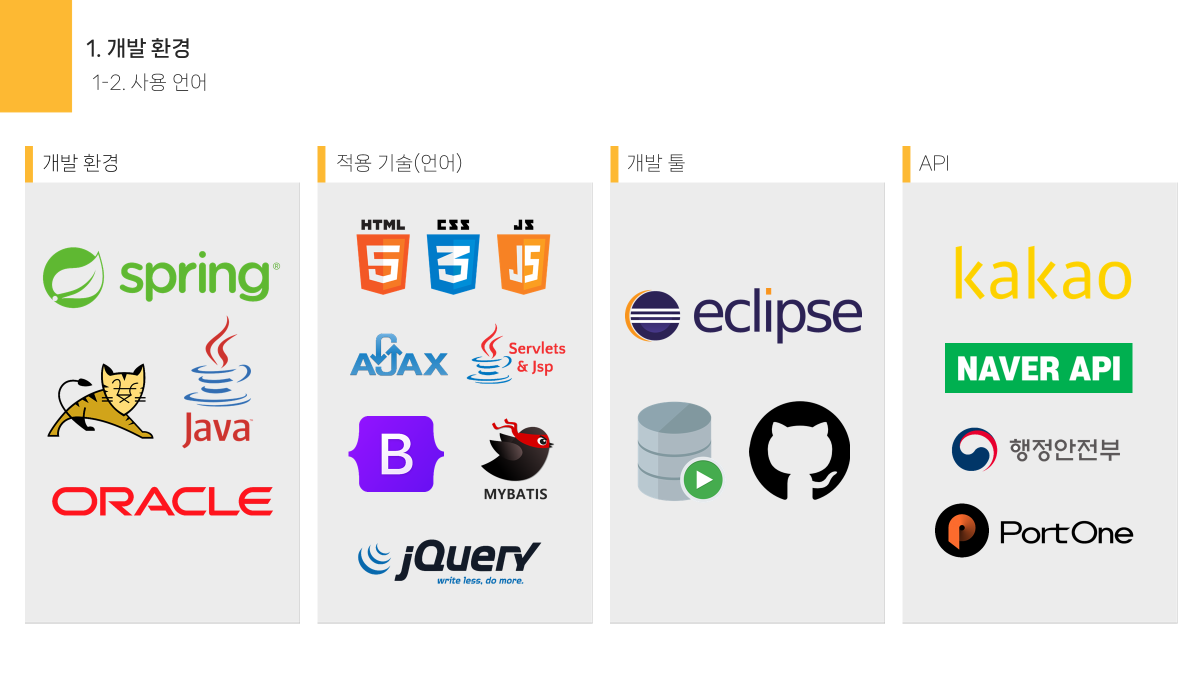 1. 개발 환경
1-2. 사용 언어
개발 환경
spring®
Java™
ORACLE
적용 기술(언어)
HTML CSS JS
5 3 JS
AJAX
Servlets
& Jsp
B
MYBATIS
jQuery
write less, do more.
개발 툴
eclipse
API
kakao
NAVER API
행정안전부
PortOne